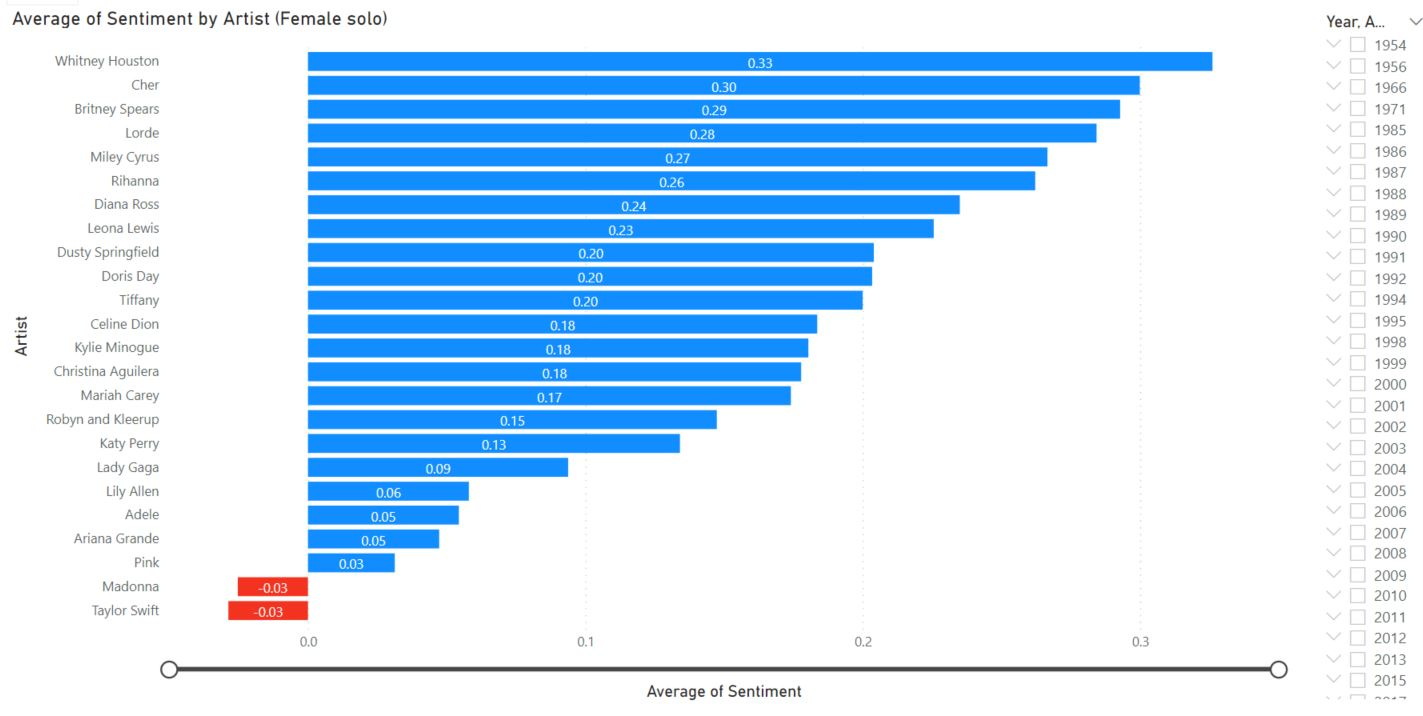 Average of Sentiment by Artist (Female solo)
Artist
Whitney Houston 0.33
Cher 0.30
Britney Spears 0.29
Lorde 0.28
Miley Cyrus 0.27
Rihanna 0.26
Diana Ross 0.24
Leona Lewis 0.23
Dusty Springfield 0.20
Doris Day 0.20
Tiffany 0.20
Celine Dion 0.18
Kylie Minogue 0.18
Christina Aguilera 0.18
Mariah Carey 0.17
Robyn and Kleerup 0.15
Katy Perry 0.13
Lady Gaga 0.09
Lily Allen 0.06
Adele 0.05
Ariana Grande 0.05
Pink 0.03
Madonna -0.03
Taylor Swift -0.03
0.0 0.1 0.2 0.3
Average of Sentiment
Year, A...
1954
1956
1966
1971
1985
1986
1987
1988
1989
1990
1991
1992
1994
1995
1998
1999
2000
2001
2002
2003
2004
2005
2006
2007
2008
2009
2010
2011
2012
2013
2015